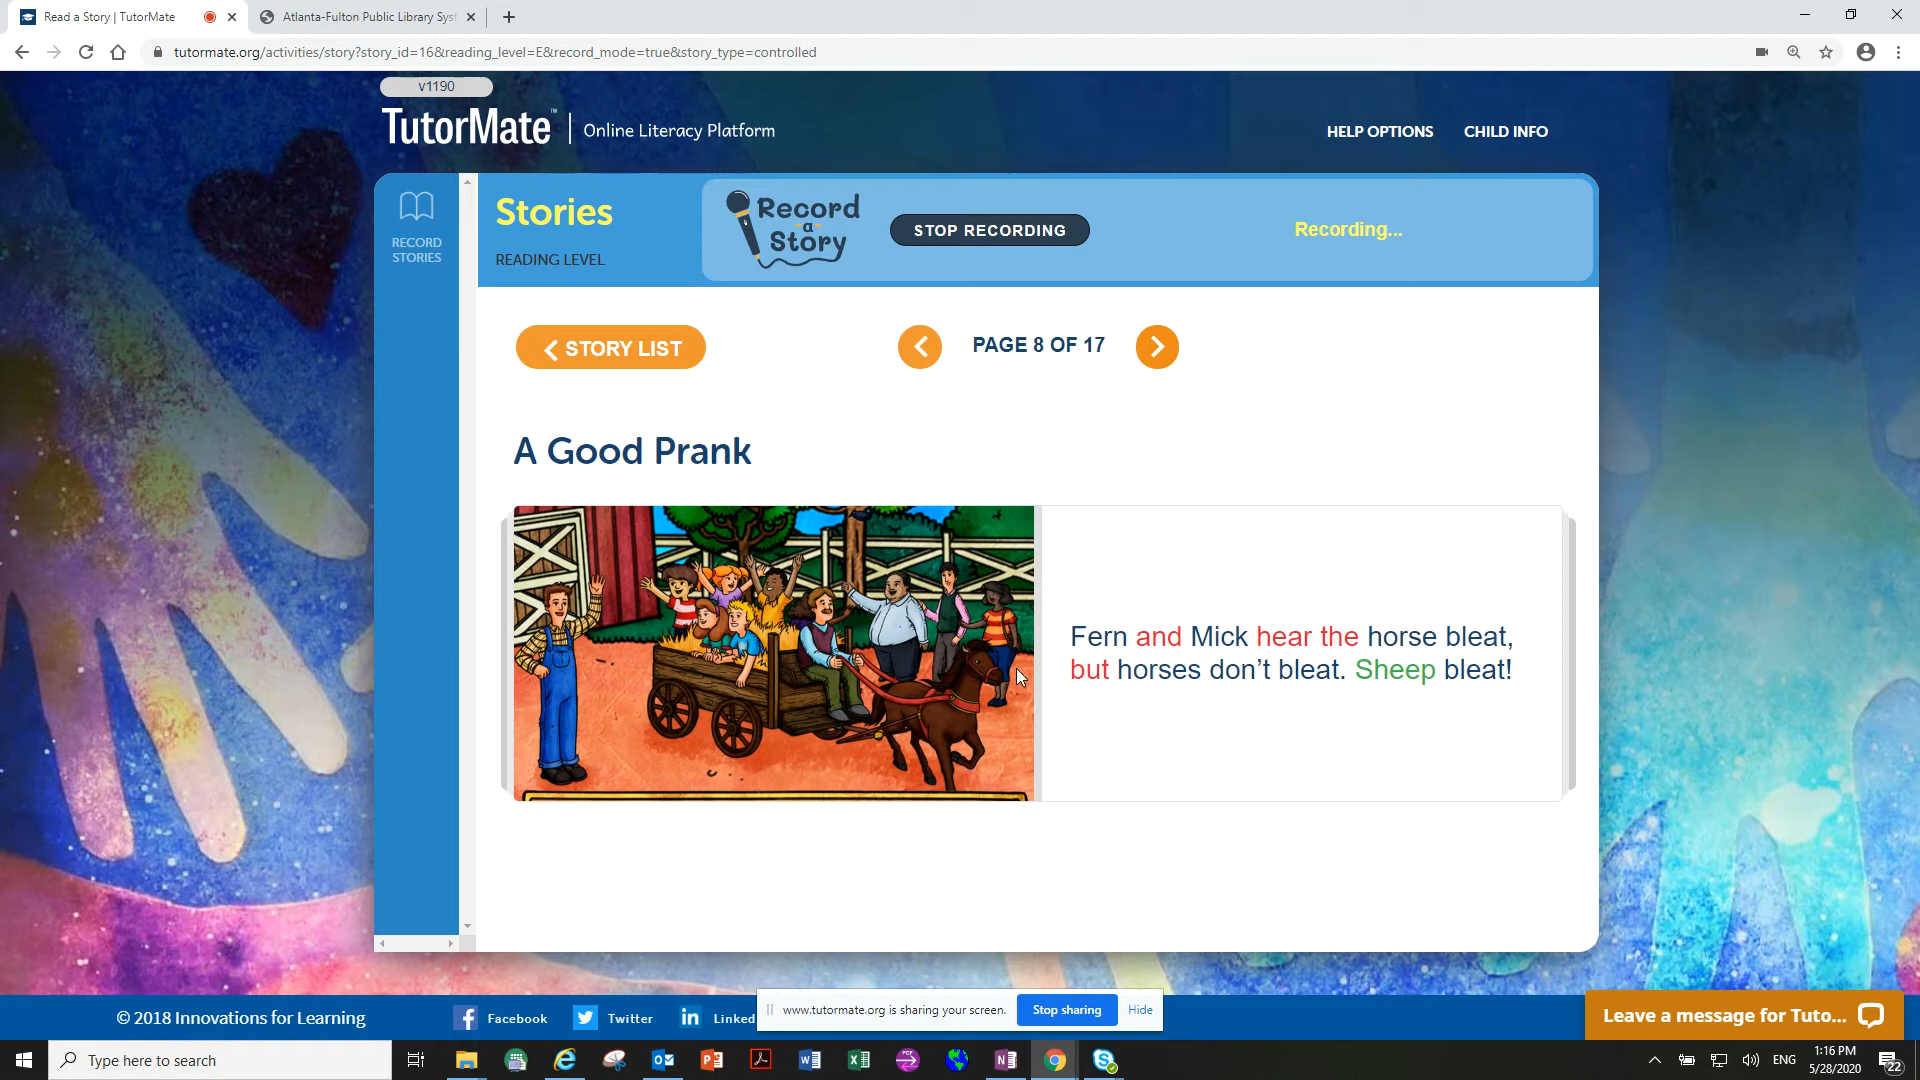 Read a Story | TutorMate
Atlanta-Fulton Public Library Syst
tutormate.org/activities/story?story_id=16&reading_level=E&record_mode=true&story_type=controlled
v1190
TutorMate™ | Online Literacy Platform
HELP OPTIONS
CHILD INFO
RECORD
STORIES
Stories
READING LEVEL
Record
a
Story
STOP RECORDING
Recording...
STORY LIST
PAGE 8 OF 17
A Good Prank
Fern and Mick hear the horse bleat,
but horses don’t bleat. Sheep bleat!
© 2018 Innovations for Learning
Facebook
Twitter
Linked
www.tutormate.org is sharing your screen.
Stop sharing
Hide
Leave a message for Tuto...
Type here to search
ENG
1:16 PM
5/28/2020
22